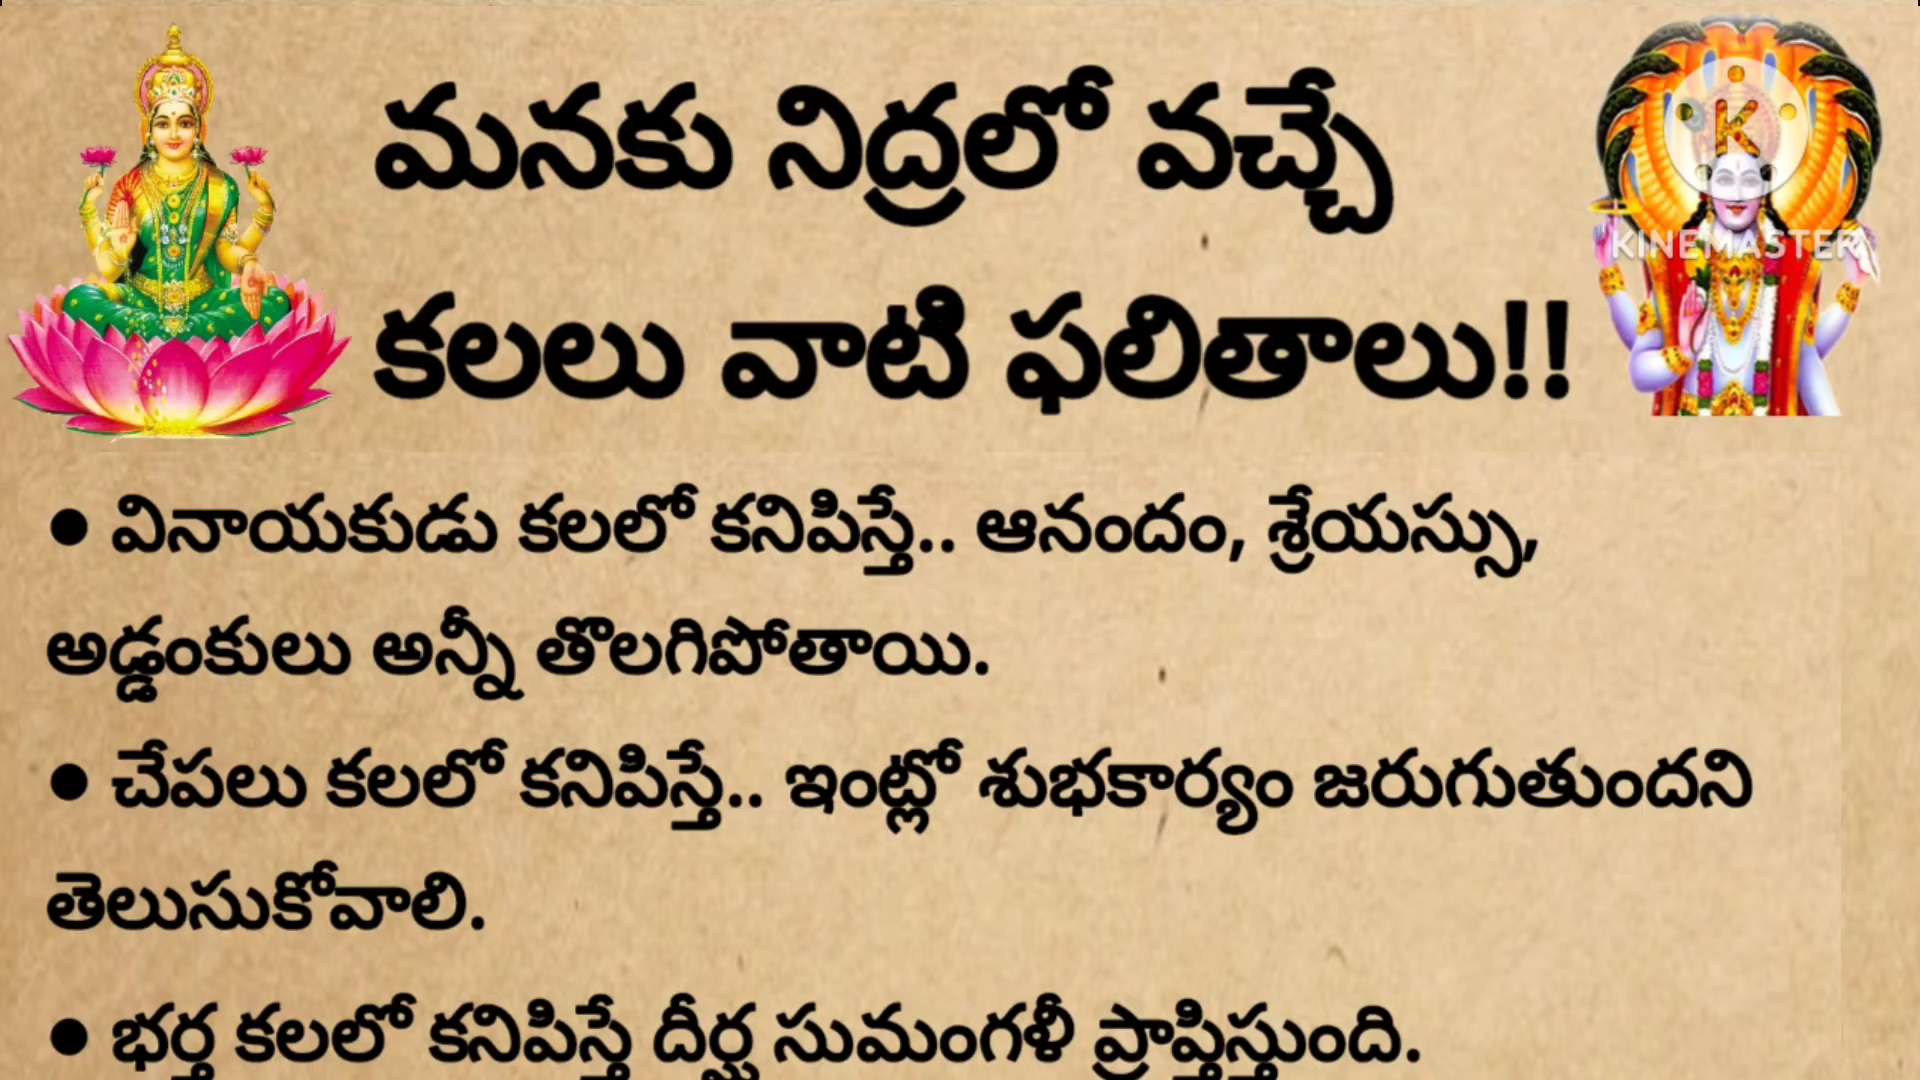 మనకు నిద్రలో వచ్చే
కలలు వాటి ఫలితాలు!!
K
KINEMASTER
● వినాయకుడు కలలో కనిపిస్తే.. ఆనందం, శ్రేయస్సు,
అడ్డంకులు అన్నీ తొలగిపోతాయి.
● చేపలు కలలో కనిపిస్తే.. ఇంట్లో శుభకార్యం జరుగుతుందని
తెలుసుకోవాలి.
● భర్త కలలో కనిపిస్తే దీర్ఘ సుమంగళీ ప్రాప్తిస్తుంది.